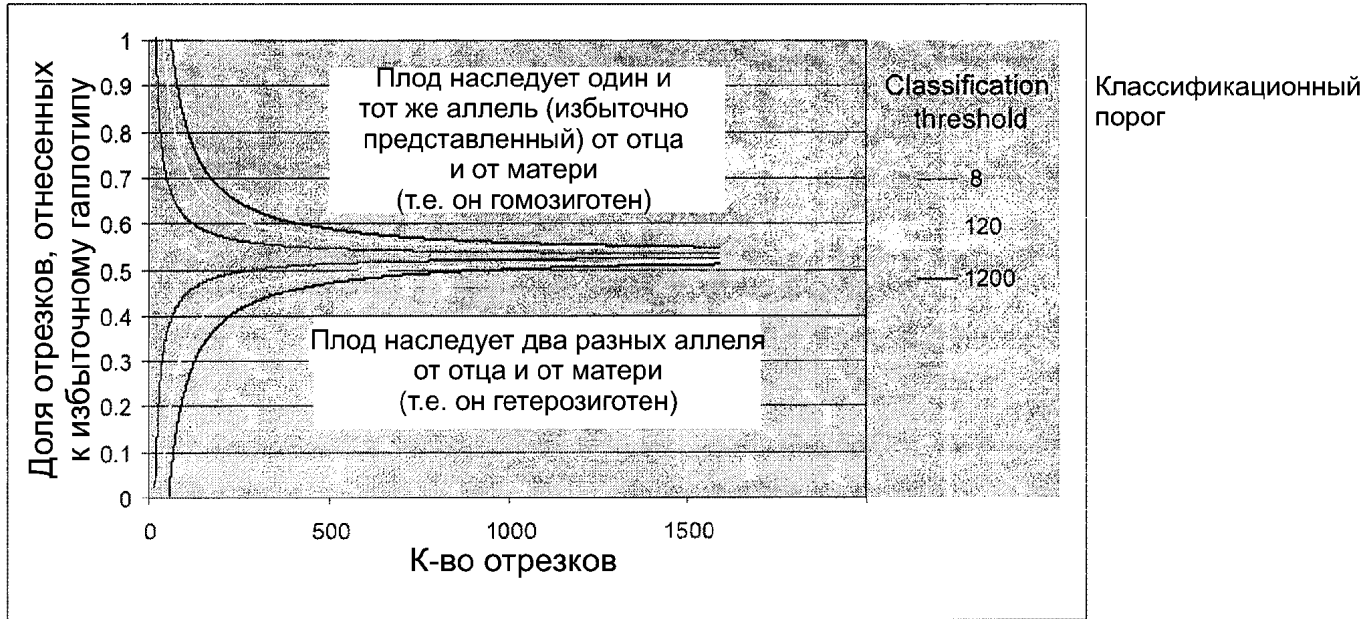 Доля отрезков, отнесенных
к избыточному гаплотипу
1
0.9
0.8
0.7
0.6
0.5
0.4
0.3
0.2
0.1
0
Плод наследует один и
тот же аллель (избыточно
представленный) от отца
и от матери
(т.е. он гомозиготен)
Плод наследует два разных аллеля
от отца и от матери
(т.е. он гетерозиготен)
0
500
1000
1500
К-во отрезков
Classification
threshold
8
120
1200
Классификационный
порог